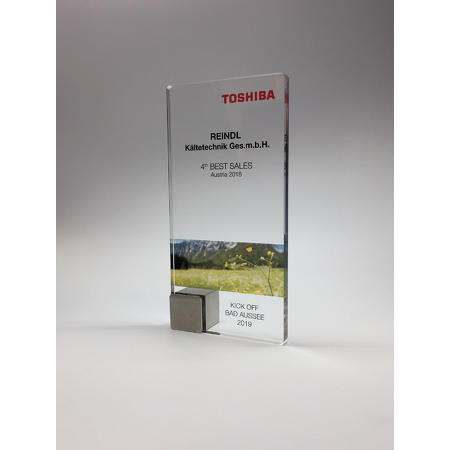 TOSHIBA
REINDL
Kältetechnik Ges.m.b.H.
4th BEST SALES
Austria 2018
KICK OFF
BAD AUSSEE
2019